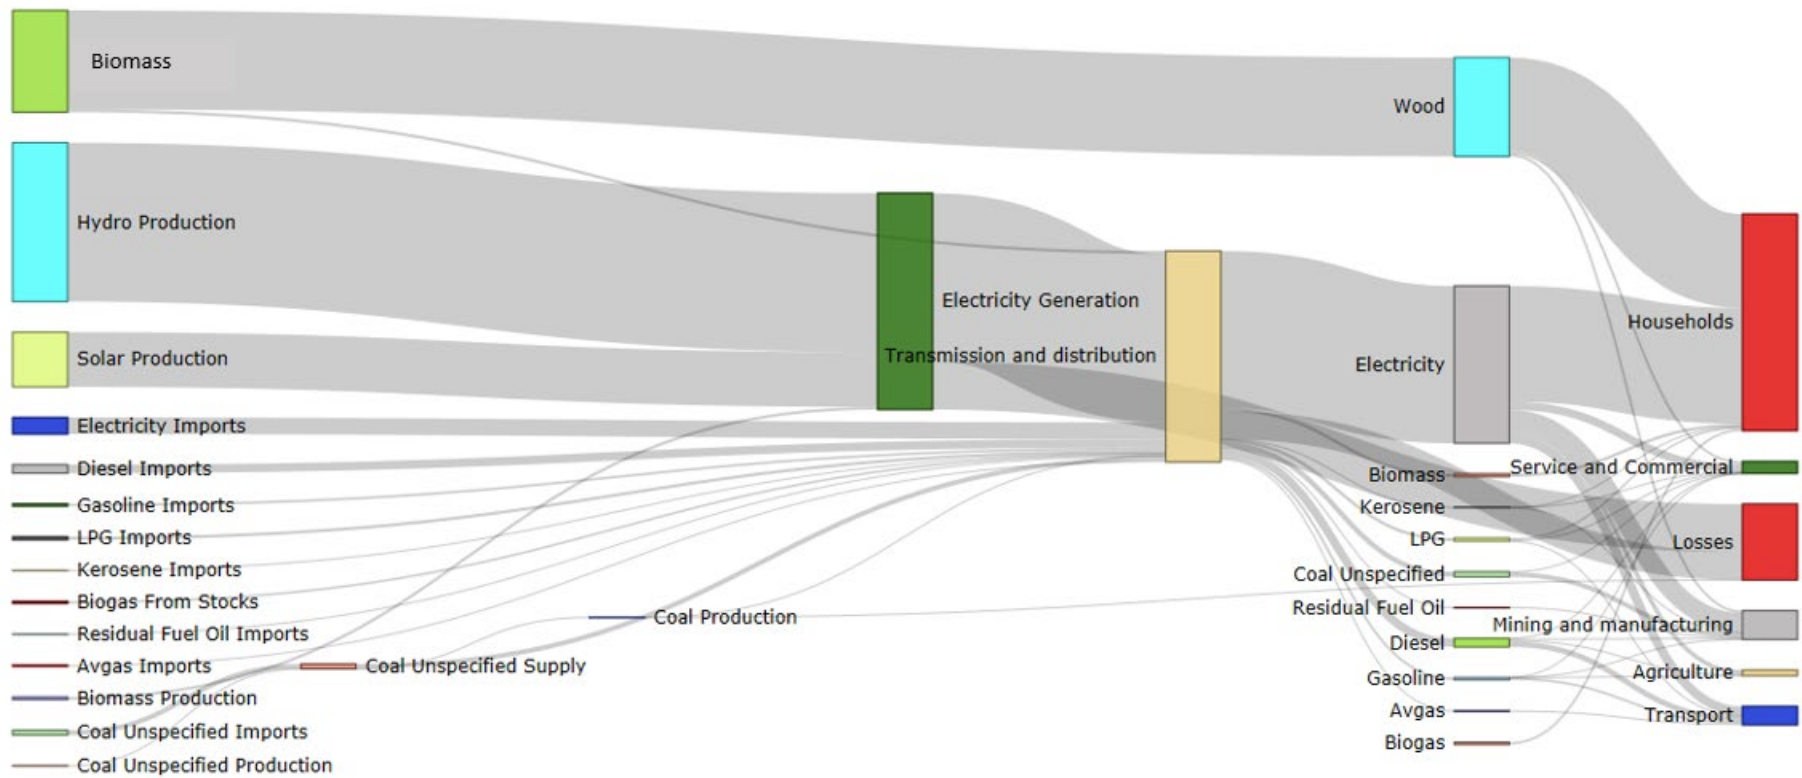 Biomass
Hydro Production
Solar Production
Electricity Imports
Diesel Imports
Gasoline Imports
LPG Imports
Kerosene Imports
Biogas From Stocks
Residual Fuel Oil Imports
Avgas Imports
Biomass Production
Coal Unspecified Imports
Coal Unspecified Production
Coal Unspecified Supply
Coal Production
Electricity Generation
Transmission and distribution
Wood
Electricity
Biomass
Kerosene
LPG
Coal Unspecified
Residual Fuel Oil
Diesel
Gasoline
Avgas
Biogas
Households
Service and Commercial
Losses
Mining and manufacturing
Agriculture
Transport